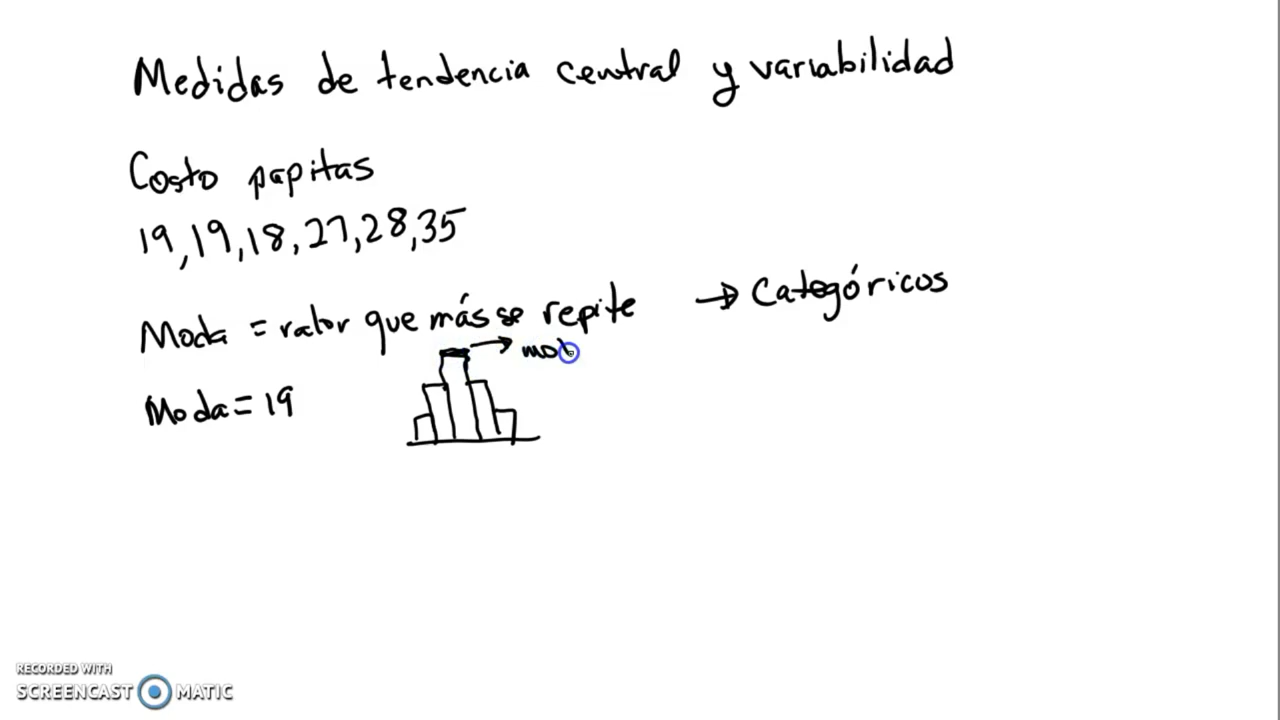 Medidas de tendencia central y variabilidad
Costo papitas
19, 19, 18, 27, 28, 35
Moda = valor que más se repite → Categóricos
Moda = 19
RECORDED WITH
SCREENCAST MATIC